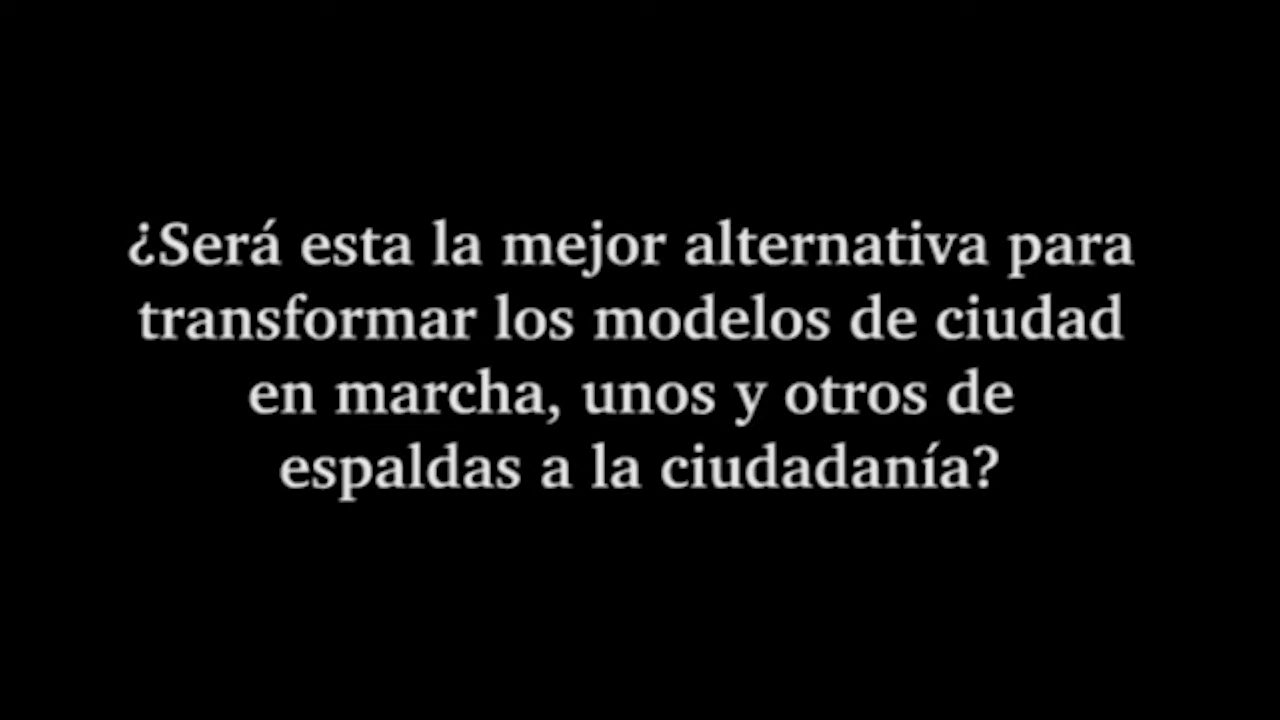 ¿Será esta la mejor alternativa para
transformar los modelos de ciudad
en marcha, unos y otros de
espaldas a la ciudadanía?